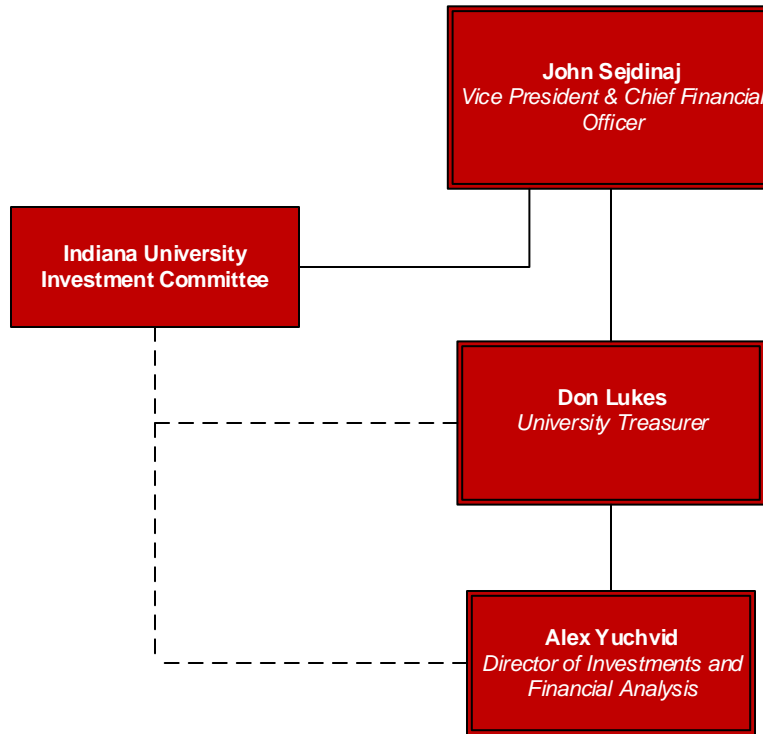 John Sejdinaj
Vice President & Chief Financial
Officer
Indiana University
Investment Committee
Don Lukes
University Treasurer
Alex Yuchvid
Director of Investments and
Financial Analysis